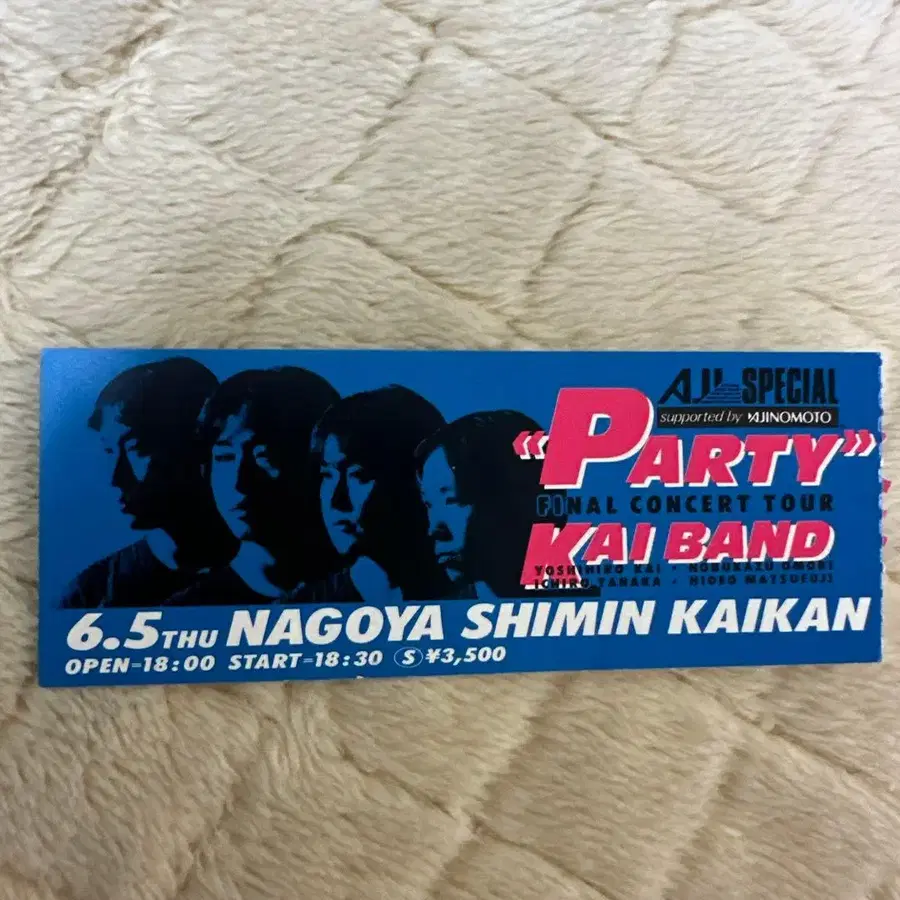 AJI SPECIAL
supported by AJINOMOTO
“PARTY”
FINAL CONCERT TOUR
KAI BAND
YOSHIHIRO KAI · NOBUKAZU OMORI
ICHIRO TANAKA · HIDEO MATSUFUJI
6.5 THU NAGOYA SHIMIN KAIKAN
OPEN=18:00 START=18:30 Ⓢ ¥3,500